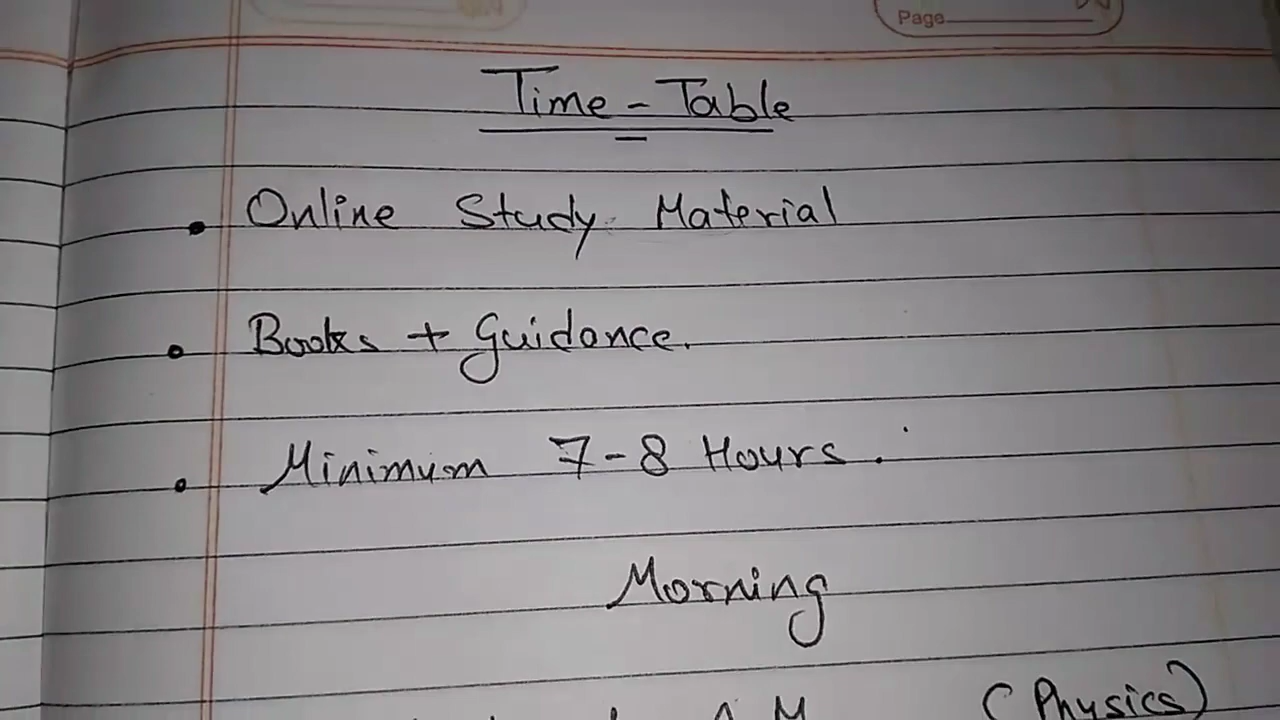 Page
Time - Table
• Online Study Material
• Books + Guidance.
• Minimum 7-8 Hours.
Morning
A M (Physics)